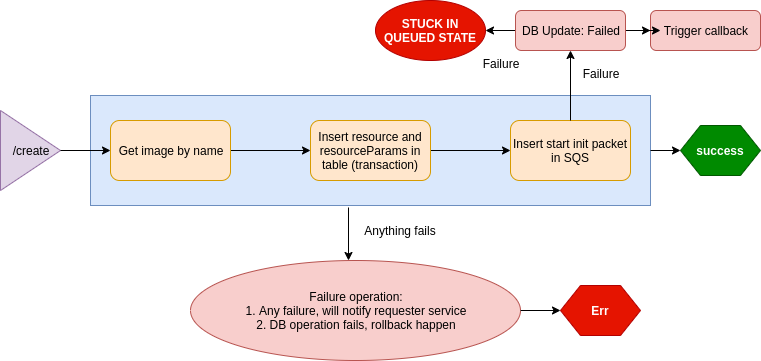 STUCK IN
QUEUED STATE
DB Update: Failed
Trigger callback
Failure
Failure
/create
Get image by name
Insert resource and
resourceParams in
table (transaction)
Insert start init packet
in SQS
success
Anything fails
Failure operation:
1. Any failure, will notify requester service
2. DB operation fails, rollback happen
Err